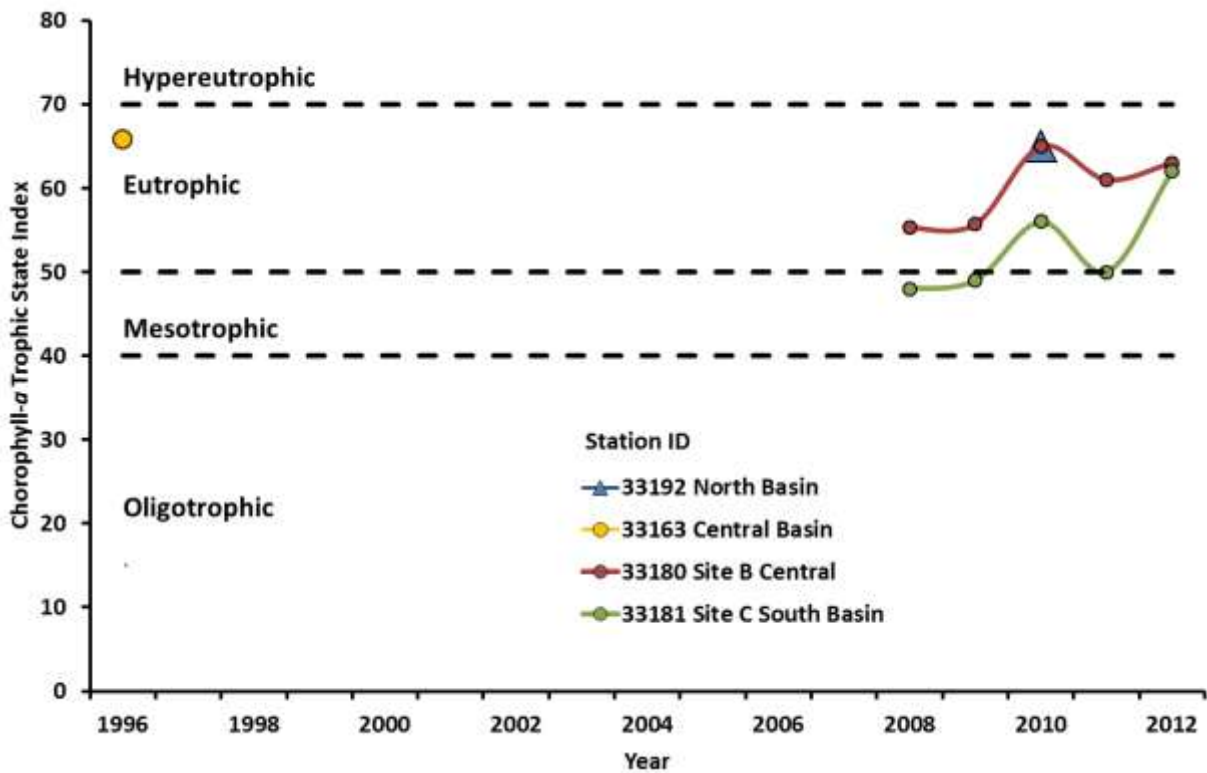 80
70
60
50
40
30
20
10
0
Chorophyll-a Trophic State Index
Hypereutrophic
Eutrophic
Mesotrophic
Oligotrophic
Station ID
33192 North Basin
33163 Central Basin
33180 Site B Central
33181 Site C South Basin
1996 1998 2000 2002 2004 2006 2008 2010 2012
Year